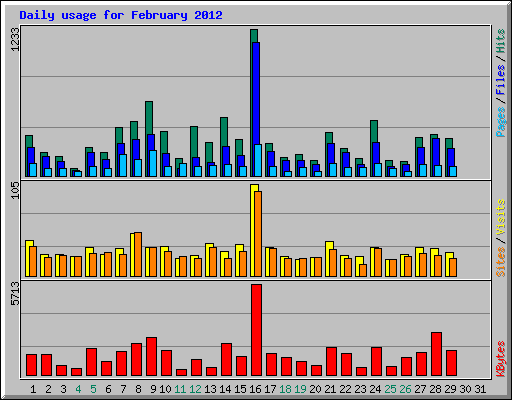 Daily usage for February 2012
1233
Pages / Files / Hits
105
Sites / Visits
5713
KBytes
1 2 3 4 5 6 7 8 9 10 11 12 13 14 15 16 17 18 19 20 21 22 23 24 25 26 27 28 29 30 31